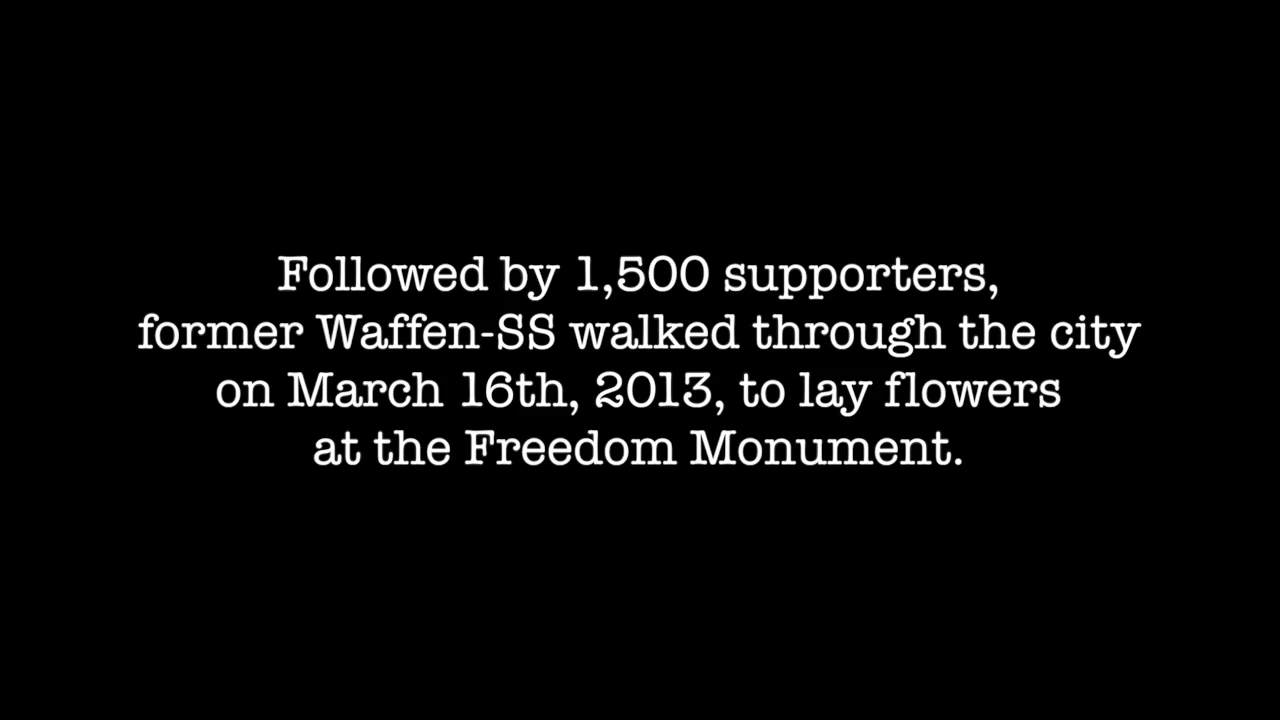 Followed by 1,500 supporters,
former Waffen-SS walked through the city
on March 16th, 2013, to lay flowers
at the Freedom Monument.